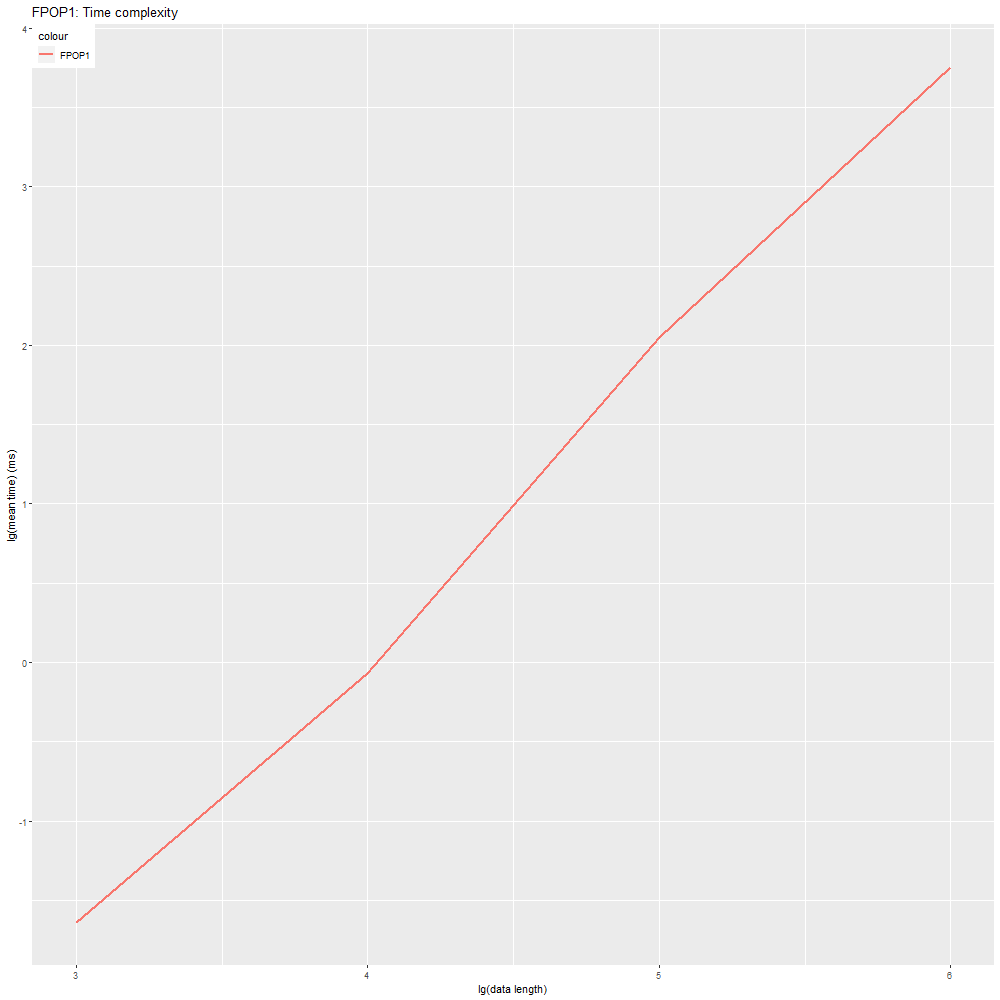 FPOP1: Time complexity
colour
FPOP1
4
3
2
1
0
-1
lg(mean time) (ms)
3 4 5 6
lg(data length)